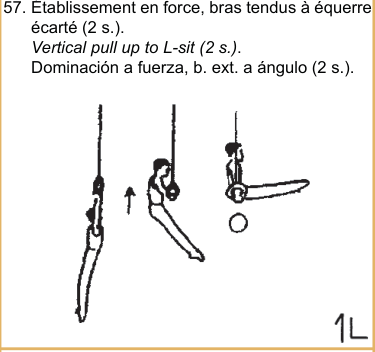 57. Etablissement en force, bras tendus à équerre
écarté (2 s.).
Vertical pull up to L-sit (2 s.).
Dominación a fuerza, b. ext. a ángulo (2 s.).
1L